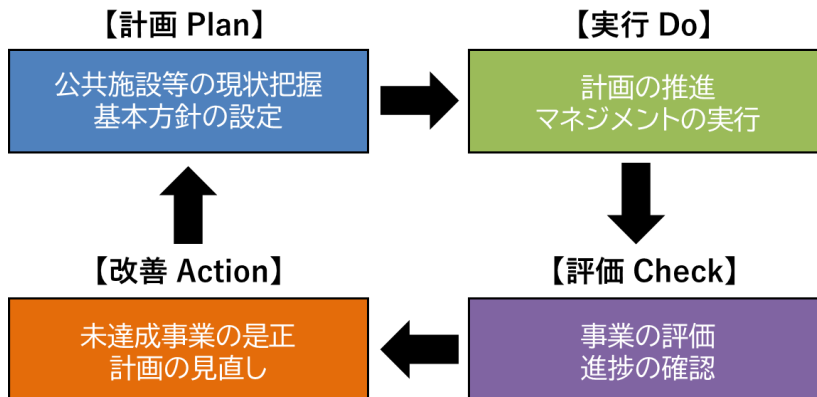 【計画 Plan】
公共施設等の現状把握
基本方針の設定
【実行 Do】
計画の推進
マネジメントの実行
【改善 Action】
未達成事業の是正
計画の見直し
【評価 Check】
事業の評価
進捗の確認